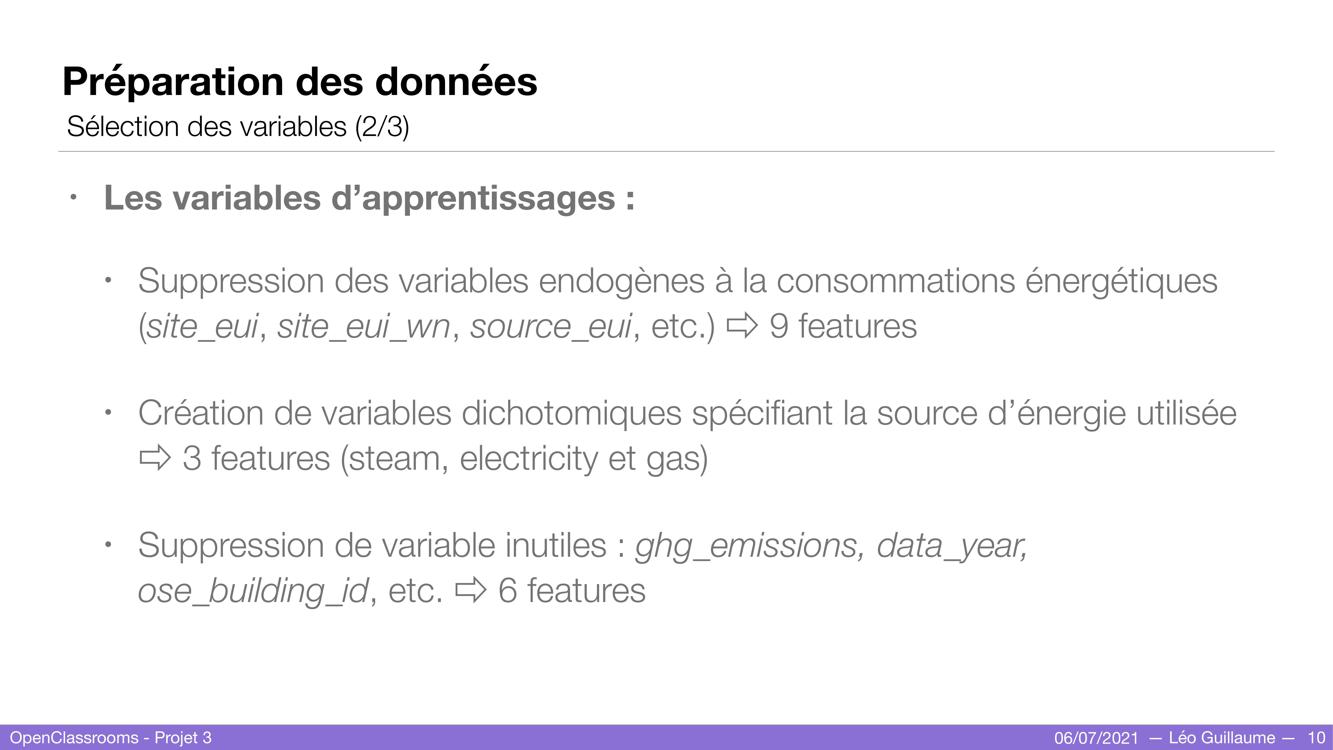 Préparation des données
Sélection des variables (2/3)
• Les variables d’apprentissages :
• Suppression des variables endogènes à la consommations énergétiques
(site_eui, site_eui_wn, source_eui, etc.) ⇨ 9 features
• Création de variables dichotomiques spécifiant la source d’énergie utilisée
⇨ 3 features (steam, electricity et gas)
• Suppression de variable inutiles : ghg_emissions, data_year,
ose_building_id, etc. ⇨ 6 features
OpenClassrooms - Projet 3
06/07/2021 — Léo Guillaume — 10